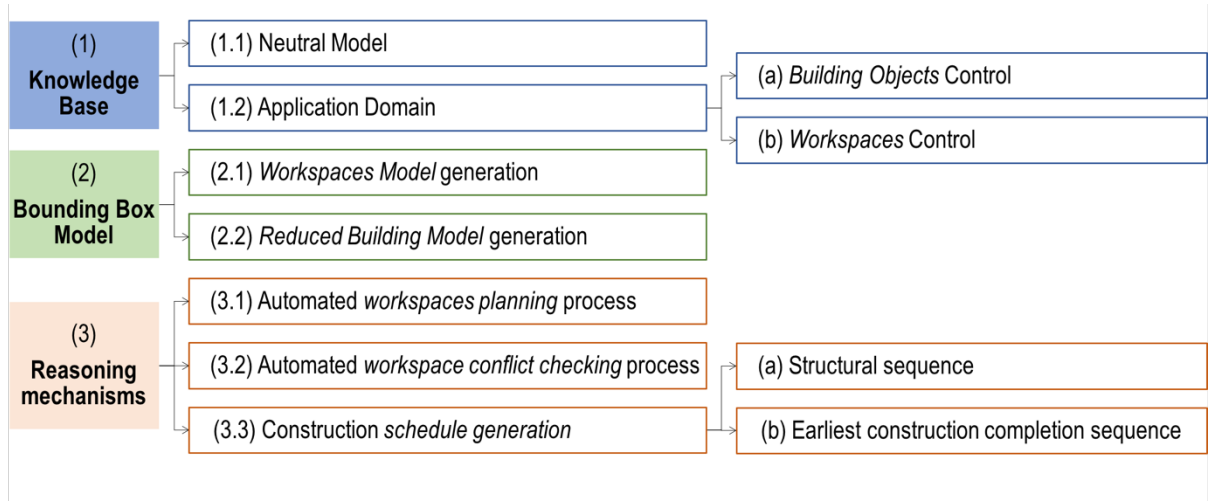 (1)
Knowledge
Base
(1.1) Neutral Model
(1.2) Application Domain
(a) Building Objects Control
(b) Workspaces Control
(2)
Bounding Box
Model
(2.1) Workspaces Model generation
(2.2) Reduced Building Model generation
(3)
Reasoning
mechanisms
(3.1) Automated workspaces planning process
(3.2) Automated workspace conflict checking process
(3.3) Construction schedule generation
(a) Structural sequence
(b) Earliest construction completion sequence